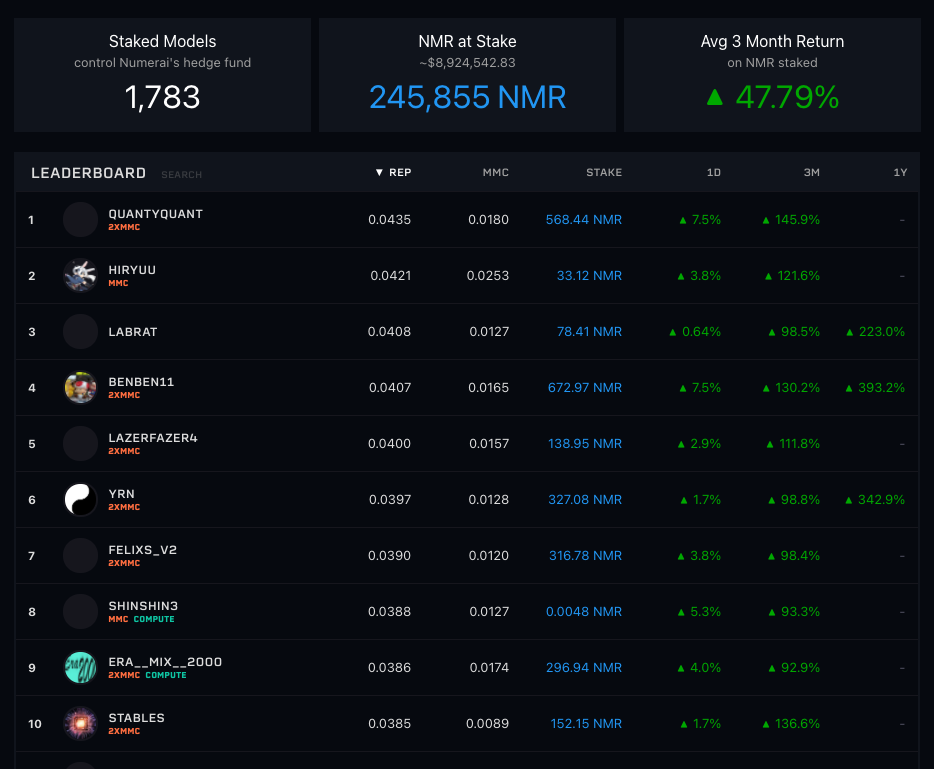 Staked Models
control Numerai's hedge fund
1,783
NMR at Stake
~$8,924,542.83
245,855 NMR
Avg 3 Month Return
on NMR staked
▲ 47.79%
LEADERBOARD SEARCH ▼ REP MMC STAKE 1D 3M 1Y
1 QUANTYQUANT 0.0435 0.0180 568.44 NMR ▲ 7.5% ▲ 145.9% -
2XMMC
2 HIRYUU 0.0421 0.0253 33.12 NMR ▲ 3.8% ▲ 121.6% -
MMC
3 LABRAT 0.0408 0.0127 78.41 NMR ▲ 0.64% ▲ 98.5% ▲ 223.0%
4 BENBEN11 0.0407 0.0165 672.97 NMR ▲ 7.5% ▲ 130.2% ▲ 393.2%
2XMMC
5 LAZERFAZER4 0.0400 0.0157 138.95 NMR ▲ 2.9% ▲ 111.8% -
2XMMC
6 YRN 0.0397 0.0128 327.08 NMR ▲ 1.7% ▲ 98.8% ▲ 342.9%
2XMMC
7 FELIXS_V2 0.0390 0.0120 316.78 NMR ▲ 3.8% ▲ 98.4% -
2XMMC
8 SHINSHIN3 0.0388 0.0127 0.0048 NMR ▲ 5.3% ▲ 93.3% -
MMC COMPUTE
9 ERA__MIX__2000 0.0386 0.0174 296.94 NMR ▲ 4.0% ▲ 92.9% -
2XMMC COMPUTE
10 STABLES 0.0385 0.0089 152.15 NMR ▲ 1.7% ▲ 136.6% -
2XMMC